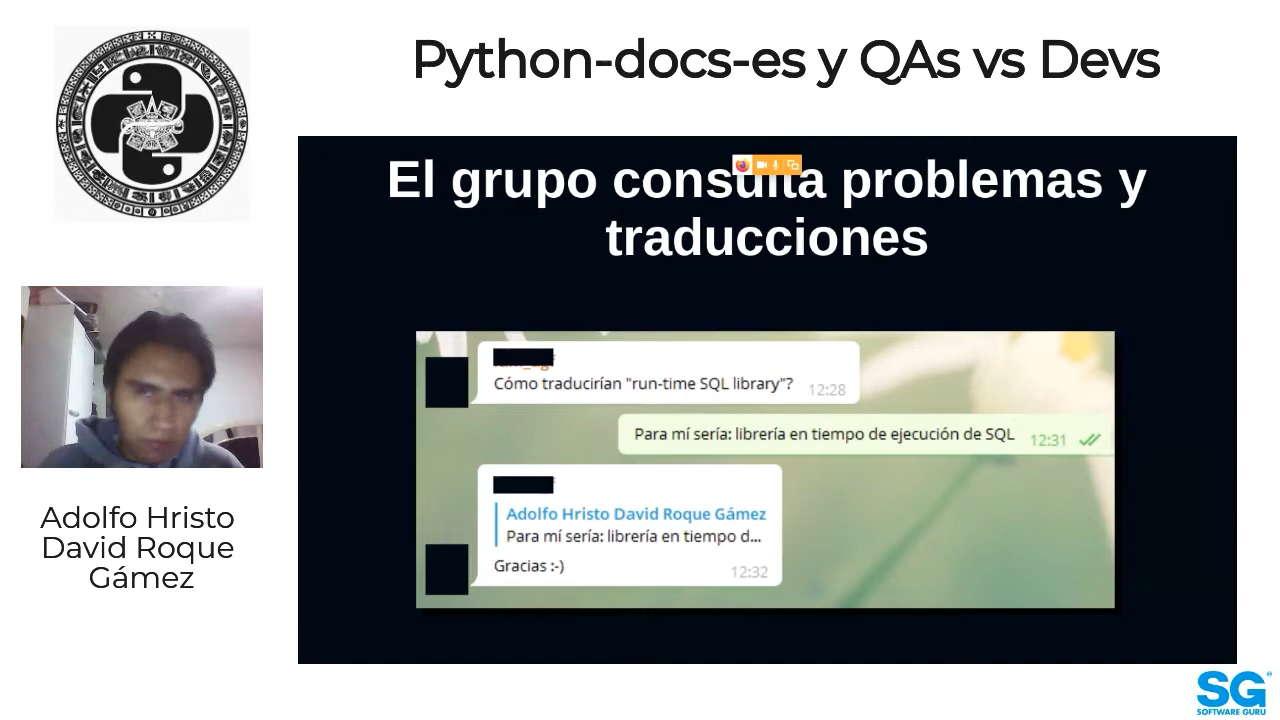 Python-docs-es y QAs vs Devs
El grupo consulta problemas y
traducciones
Cómo traducirían "run-time SQL library"?
12:28
Para mí sería: librería en tiempo de ejecución de SQL
12:31
Adolfo Hristo David Roque Gámez
Para mí sería: librería en tiempo d...
Gracias :-)
12:32
Adolfo Hristo
David Roque
Gámez
SG
SOFTWARE GURU